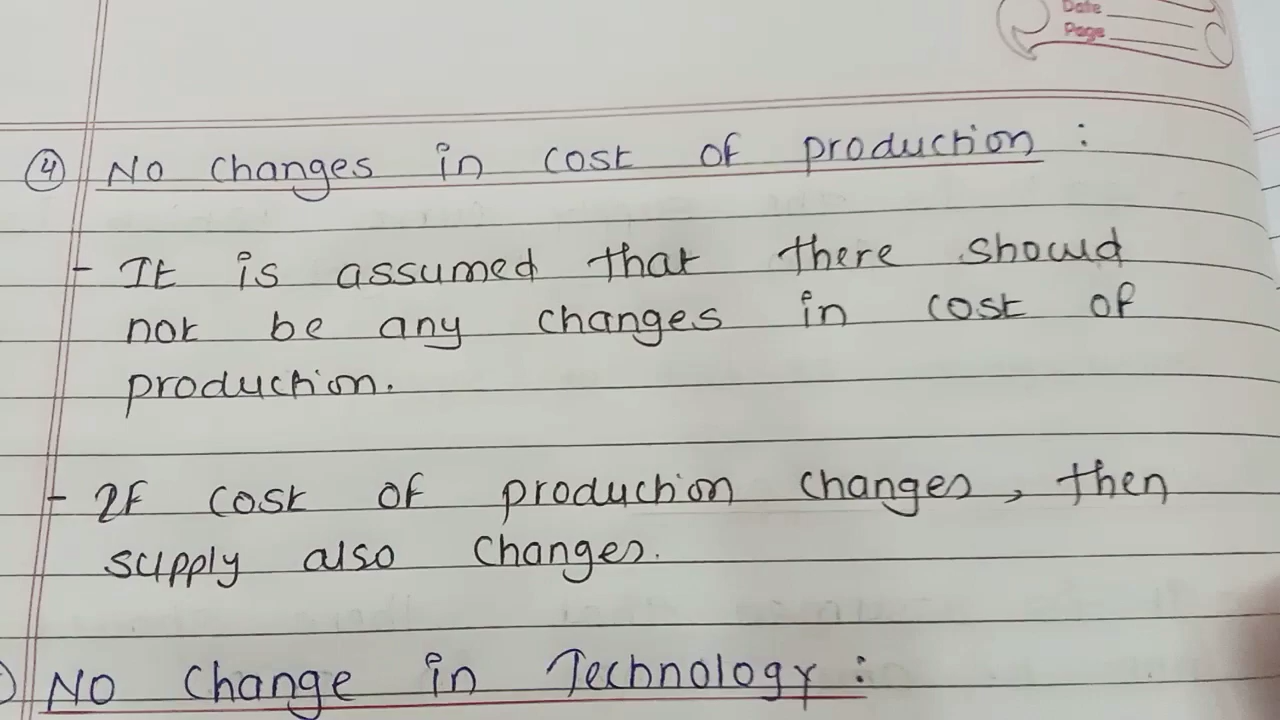 Date
Page
④ No changes in cost of production :
- It is assumed that there should
not be any changes in cost of
production.
- If cost of production changes, then
supply also changes.
No change in Technology :